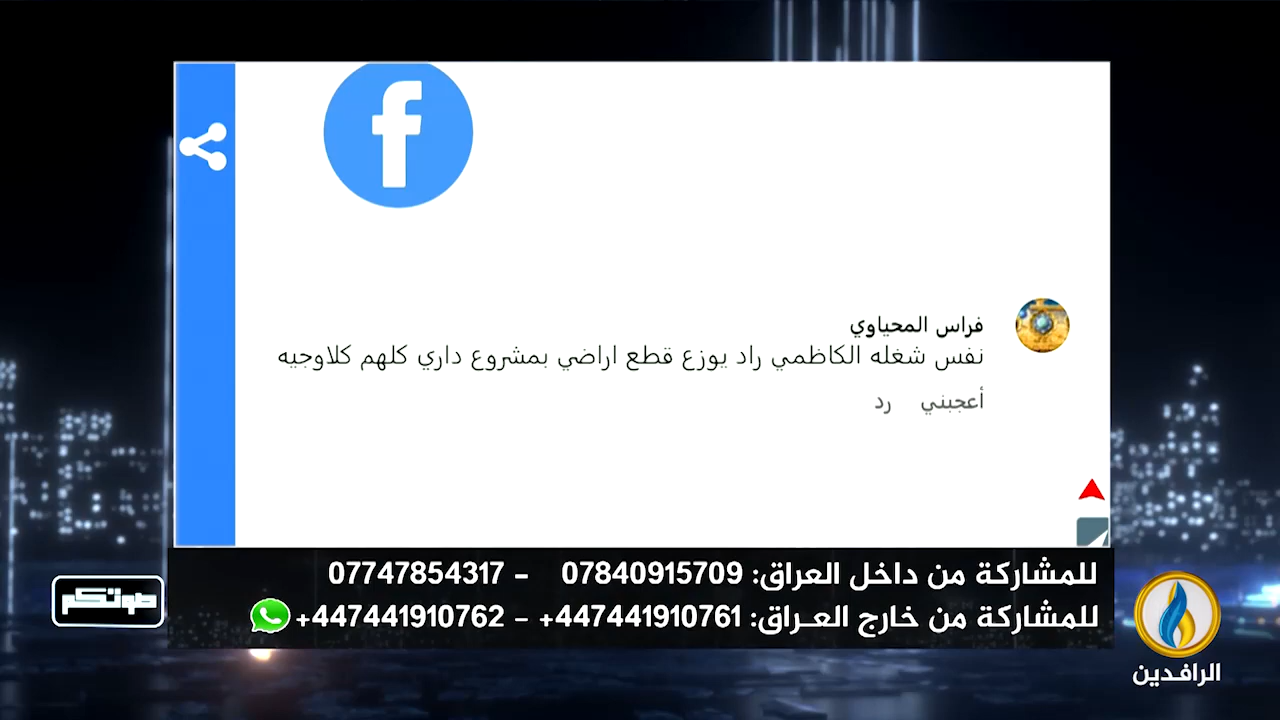 فراس المحياوي
نفس شغله الكاظمي راد يوزع قطع اراضي بمشروع داري كلهم كلاوجيه
أعجبني رد
للمشاركة من داخل العراق: 07840915709 - 07747854317
للمشاركة من خارج العـراق: 447441910761+ - 447441910762+
صوتكم
الرافدين